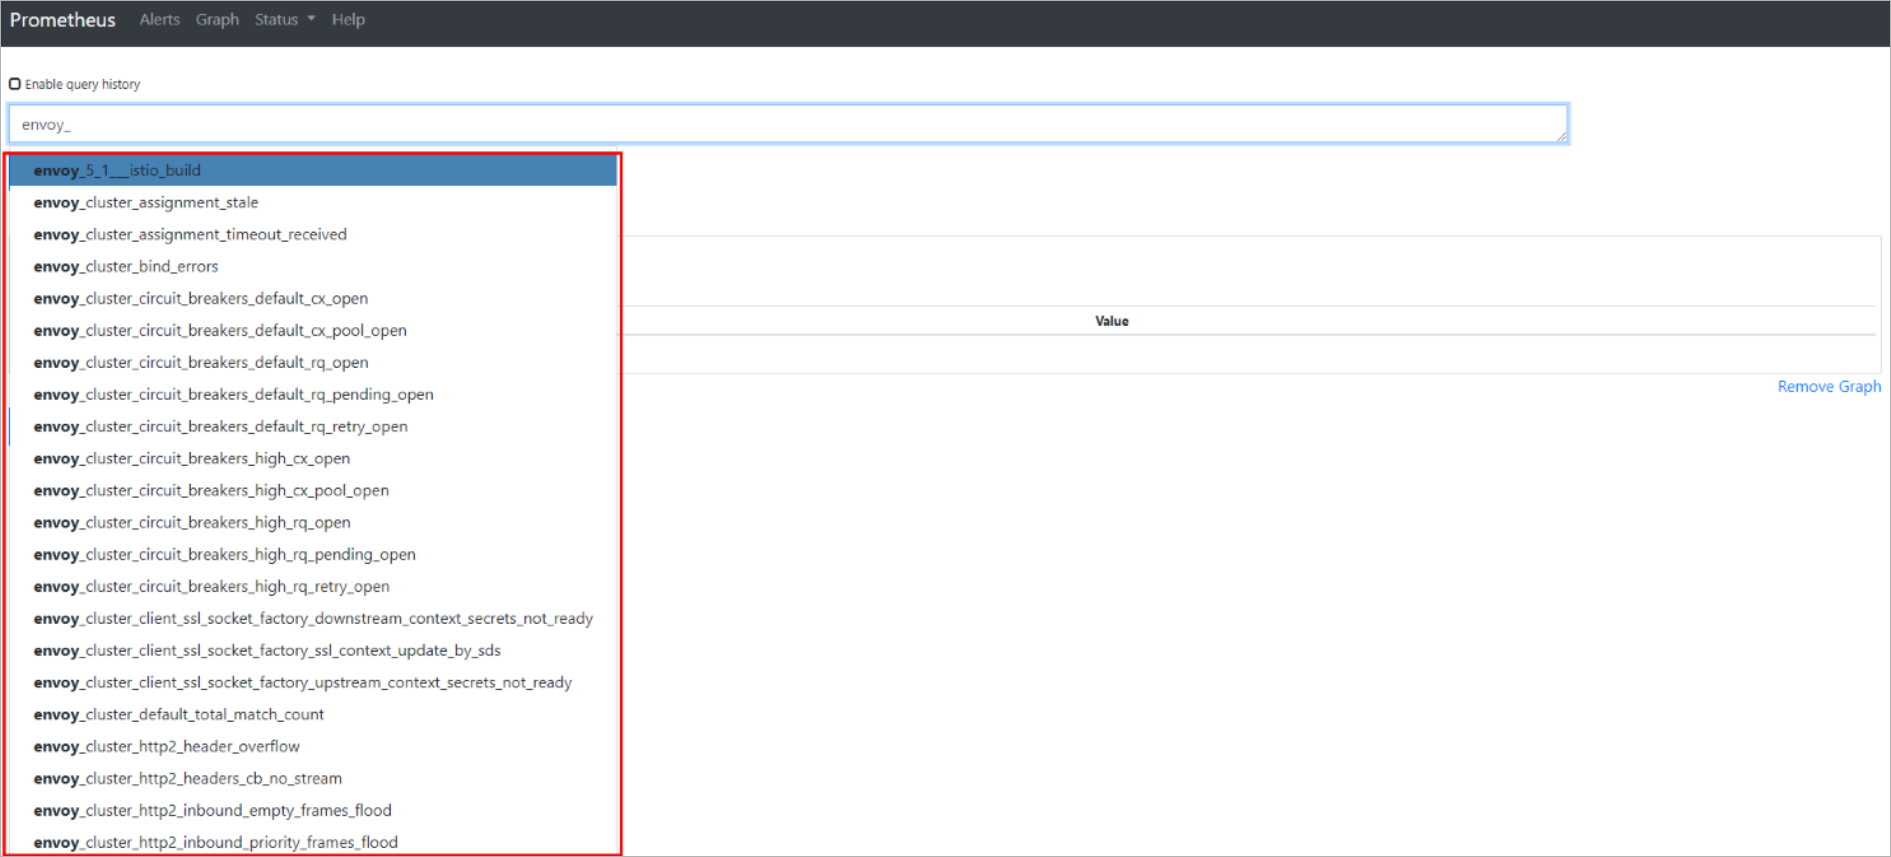 Prometheus Alerts Graph Status Help
Enable query history
envoy_
envoy_5_1___istio_build
envoy_cluster_assignment_stale
envoy_cluster_assignment_timeout_received
envoy_cluster_bind_errors
envoy_cluster_circuit_breakers_default_cx_open
Value
envoy_cluster_circuit_breakers_default_cx_pool_open
envoy_cluster_circuit_breakers_default_rq_open
Remove Graph
envoy_cluster_circuit_breakers_default_rq_pending_open
envoy_cluster_circuit_breakers_default_rq_retry_open
envoy_cluster_circuit_breakers_high_cx_open
envoy_cluster_circuit_breakers_high_cx_pool_open
envoy_cluster_circuit_breakers_high_rq_open
envoy_cluster_circuit_breakers_high_rq_pending_open
envoy_cluster_circuit_breakers_high_rq_retry_open
envoy_cluster_client_ssl_socket_factory_downstream_context_secrets_not_ready
envoy_cluster_client_ssl_socket_factory_ssl_context_update_by_sds
envoy_cluster_client_ssl_socket_factory_upstream_context_secrets_not_ready
envoy_cluster_default_total_match_count
envoy_cluster_http2_header_overflow
envoy_cluster_http2_headers_cb_no_stream
envoy_cluster_http2_inbound_empty_frames_flood
envoy_cluster_http2_inbound_priority_frames_flood